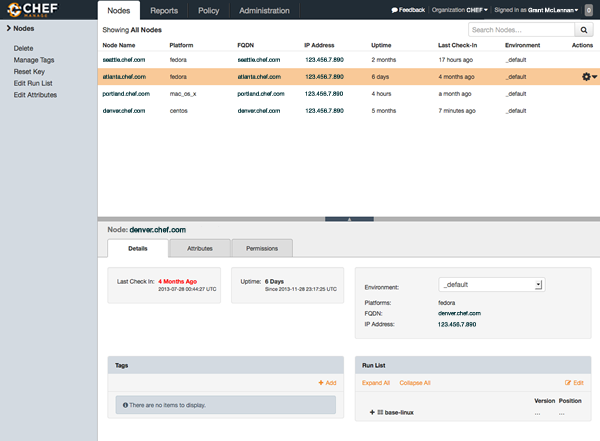 CHEF
MANAGE
Nodes Reports Policy Administration
Feedback Organization CHEF Signed in as Grant McLennan 0
Nodes
Delete
Manage Tags
Reset Key
Edit Run List
Edit Attributes
Showing All Nodes
Search Nodes...
Node Name Platform FQDN IP Address Uptime Last Check-In Environment Actions
seattle.chef.com fedora seattle.chef.com 123.456.7.890 2 months 17 hours ago _default
atlanta.chef.com fedora atlanta.chef.com 123.456.7.890 6 days 4 months ago _default
portland.chef.com mac_os_x portland.chef.com 123.456.7.890 4 hours a month ago _default
denver.chef.com centos denver.chef.com 123.456.7.890 5 months 7 minutes ago _default
Node: denver.chef.com
Details Attributes Permissions
Last Check In: 4 Months Ago
2013-07-28 00:44:27 UTC
Uptime: 6 Days
Since 2013-11-28 23:17:25 UTC
Environment: _default
Platforms: fedora
FQDN: denver.chef.com
IP Address: 123.456.7.890
Tags
+ Add
There are no items to display.
Run List
Expand All Collapse All Edit
Version Position
+ base-linux ... ...